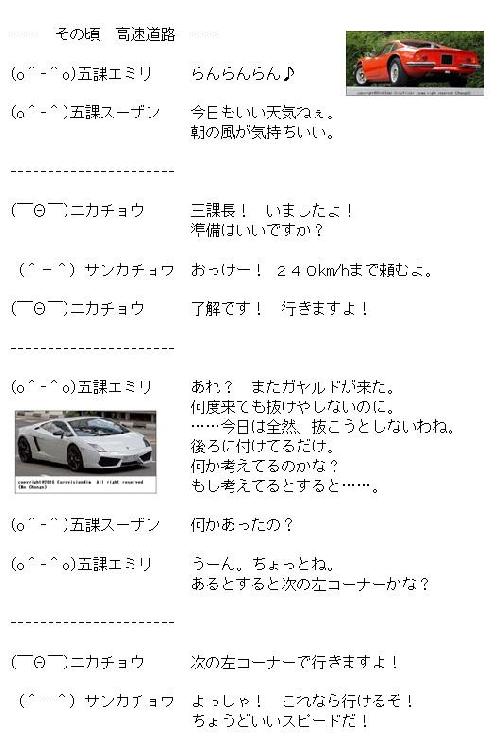 その頃　高速道路
(o＾-＾o)五課エミリ　らんらんらん♪
(o＾-＾)五課スーザン　今日もいい天気ねぇ。
朝の風が気持ちいい。
----------------------
(￣Θ￣)ニカチョウ　三課長！　いましたよ！
準備はいいですか？
（＾－＾）サンカチョウ　おっけー！　２４０km/hまで頼むよ。
(￣Θ￣)ニカチョウ　了解です！　行きますよ！
----------------------
(o＾-＾o)五課エミリ　あれ？　またガヤルドが来た。
何度来ても抜けやしないのに。
……今日は全然、抜こうとしないわね。
後ろに付けてるだけ。
何か考えてるのかな？
もし考えてるとすると……。
(o＾-＾)五課スーザン　何かあったの？
(o＾-＾o)五課エミリ　うーん。ちょっとね。
あるとすると次の左コーナーかな？
----------------------
(￣Θ￣)ニカチョウ　次の左コーナーで行きますよ！
（＾－＾）サンカチョウ　よっしゃ！　これなら行けるぞ！
ちょうどいいスピードだ！